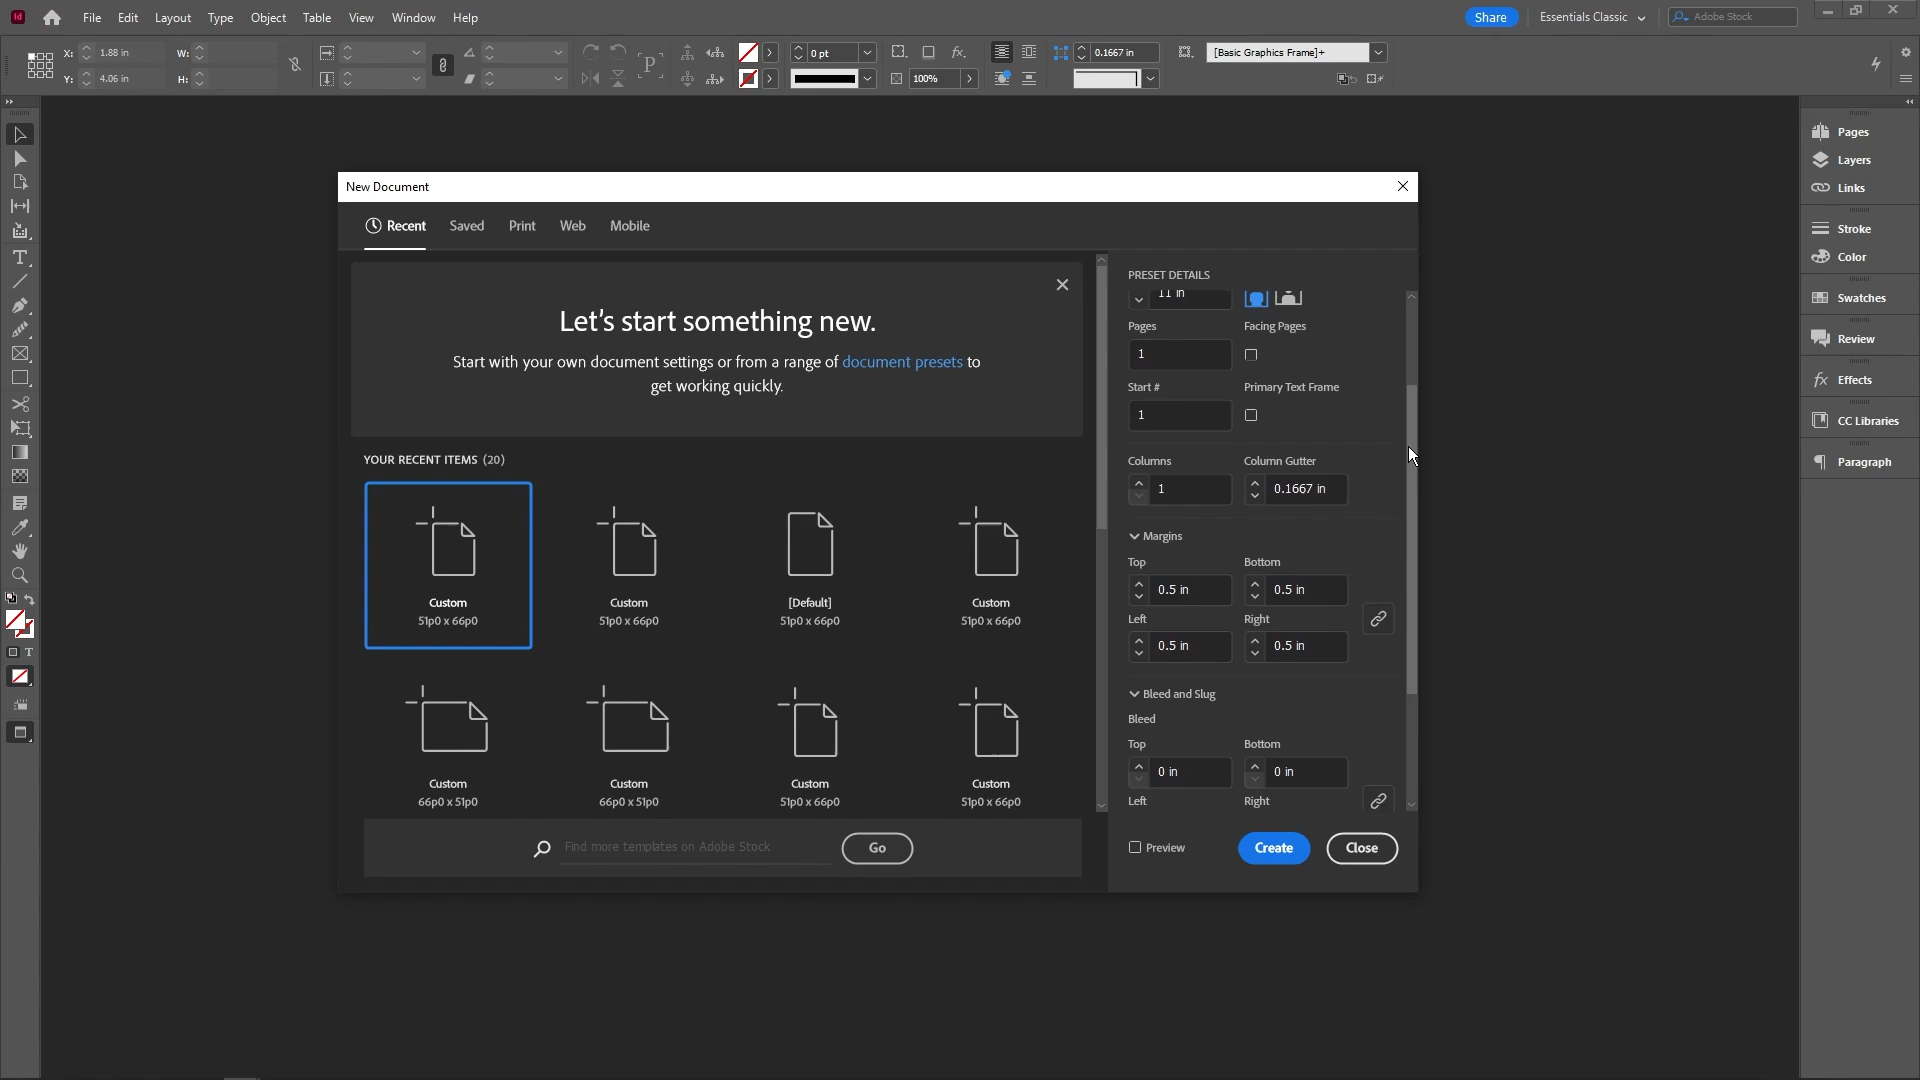 Id File Edit Layout Type Object Table View Window Help Share Essentials Classic Adobe Stock
X: 1.88 in W: 0 pt 0.1667 in [Basic Graphics Frame]+
Y: 4.06 in H: P fx 100%
New Document
Recent Saved Print Web Mobile
Let's start something new.
Start with your own document settings or from a range of document presets to
get working quickly.
YOUR RECENT ITEMS (20)
Custom
51p0 x 66p0
Custom
51p0 x 66p0
[Default]
51p0 x 66p0
Custom
51p0 x 66p0
Custom
66p0 x 51p0
Custom
66p0 x 51p0
Custom
51p0 x 66p0
Custom
51p0 x 66p0
Find more templates on Adobe Stock Go
PRESET DETAILS
11 in
Pages Facing Pages
1
Start # Primary Text Frame
1
Columns Column Gutter
1 0.1667 in
Margins
Top Bottom
0.5 in 0.5 in
Left Right
0.5 in 0.5 in
Bleed and Slug
Bleed
Top Bottom
0 in 0 in
Left Right
Preview Create Close
Pages
Layers
Links
Stroke
Color
Swatches
Review
fx Effects
CC Libraries
Paragraph